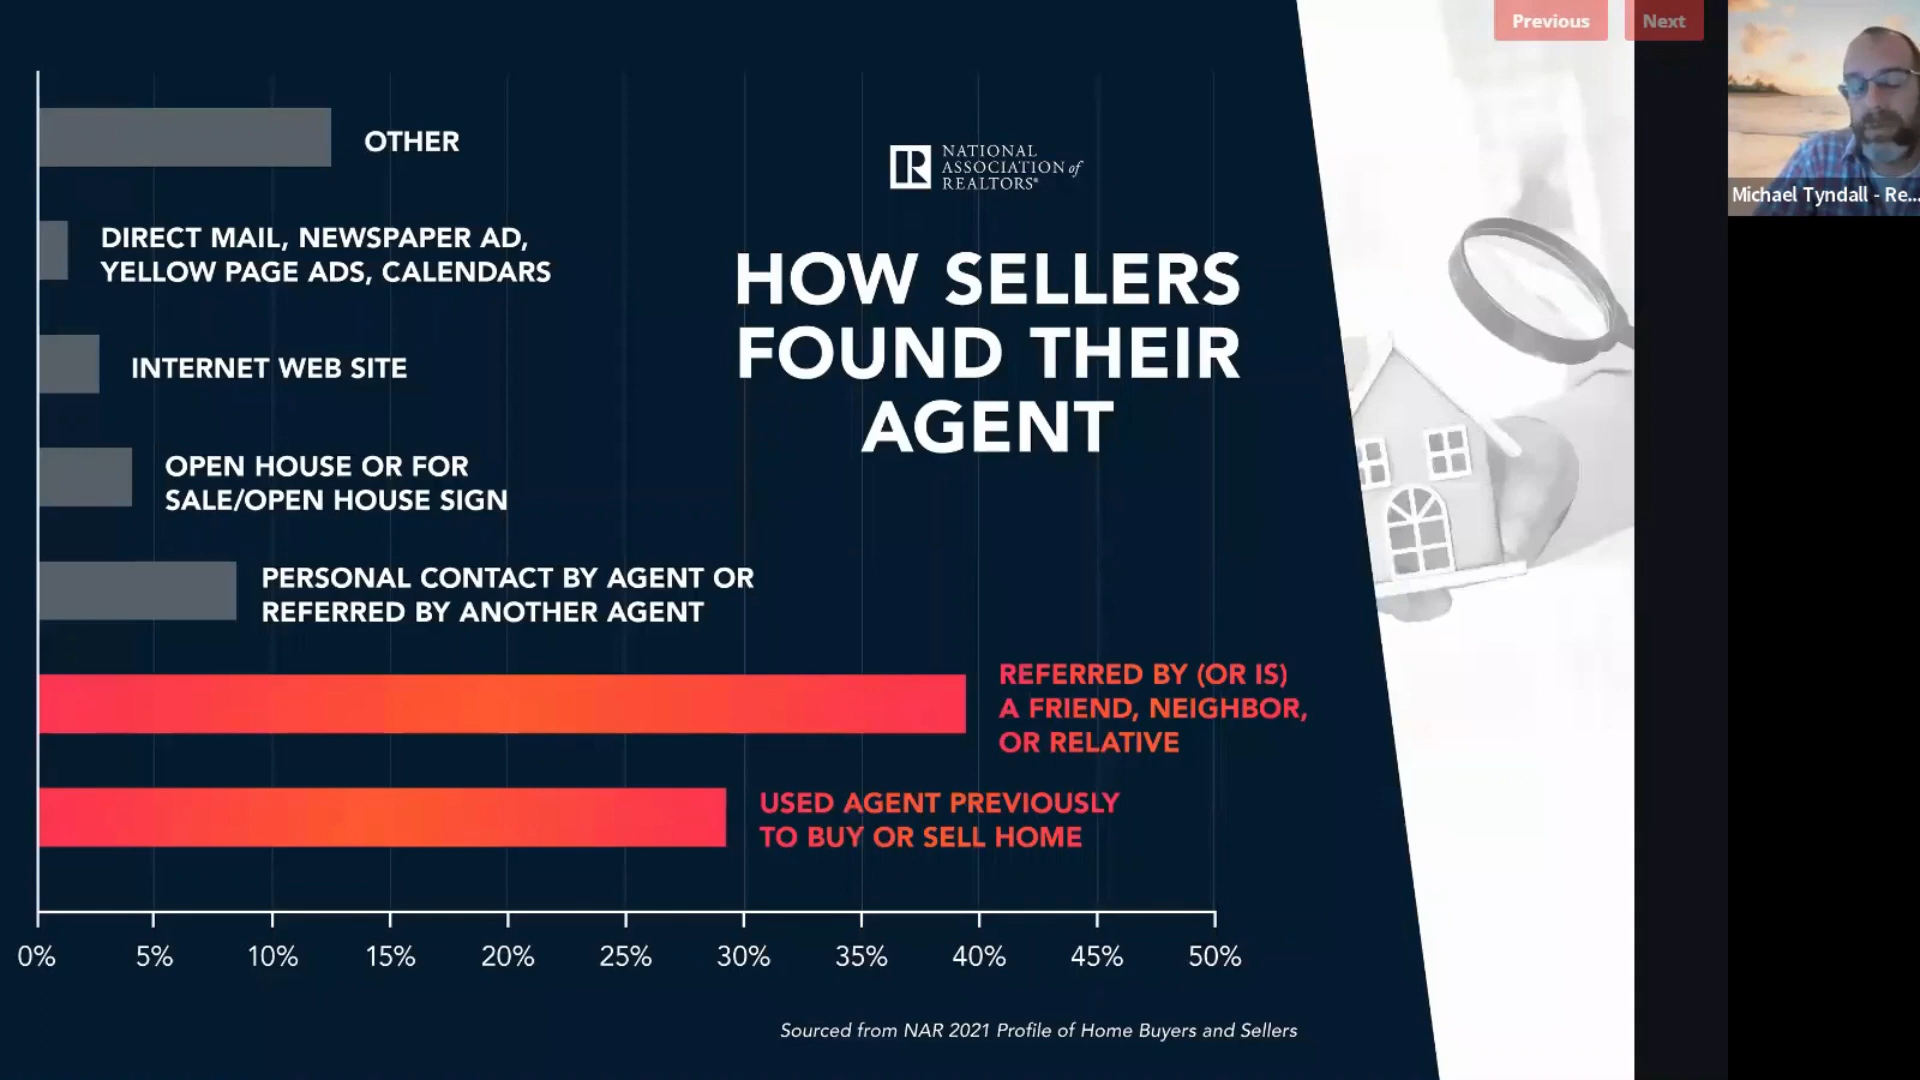 Previous
Next
Michael Tyndall - Re...
NATIONAL
ASSOCIATION of
REALTORS®
HOW SELLERS
FOUND THEIR
AGENT
OTHER
DIRECT MAIL, NEWSPAPER AD,
YELLOW PAGE ADS, CALENDARS
INTERNET WEB SITE
OPEN HOUSE OR FOR
SALE/OPEN HOUSE SIGN
PERSONAL CONTACT BY AGENT OR
REFERRED BY ANOTHER AGENT
REFERRED BY (OR IS)
A FRIEND, NEIGHBOR,
OR RELATIVE
USED AGENT PREVIOUSLY
TO BUY OR SELL HOME
0% 5% 10% 15% 20% 25% 30% 35% 40% 45% 50%
Sourced from NAR 2021 Profile of Home Buyers and Sellers